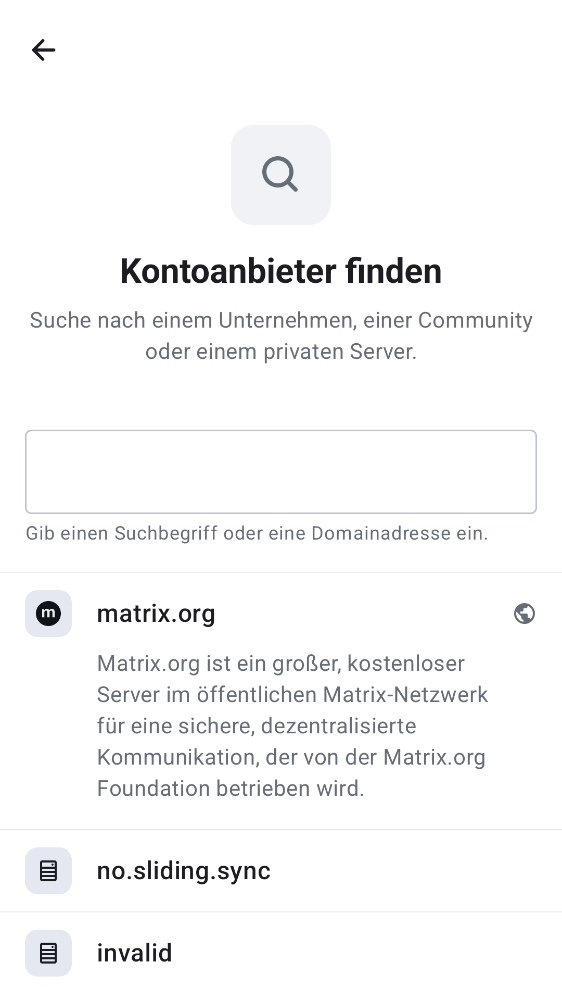 Kontoanbieter finden
Suche nach einem Unternehmen, einer Community
oder einem privaten Server.
Gib einen Suchbegriff oder eine Domainadresse ein.
m
matrix.org
Matrix.org ist ein großer, kostenloser
Server im öffentlichen Matrix-Netzwerk
für eine sichere, dezentralisierte
Kommunikation, der von der Matrix.org
Foundation betrieben wird.
no.sliding.sync
invalid